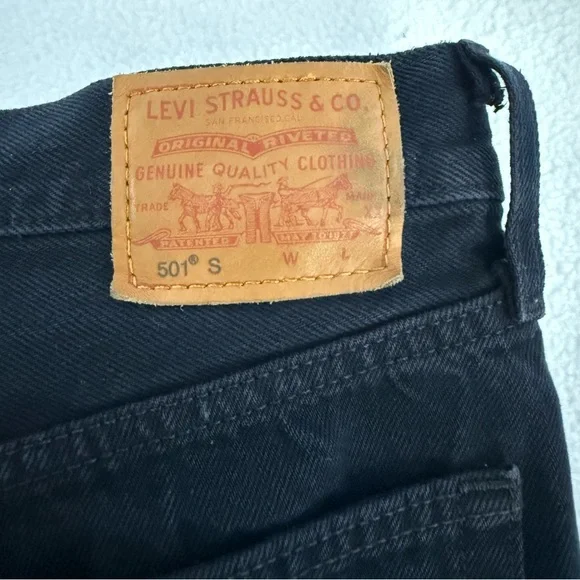 LEVI STRAUSS & CO.
SAN FRANCISCO, CAL
ORIGINAL RIVETED
GENUINE QUALITY CLOTHING
TRADE MARK
PATENTED MAY 20 1873
501® S W L